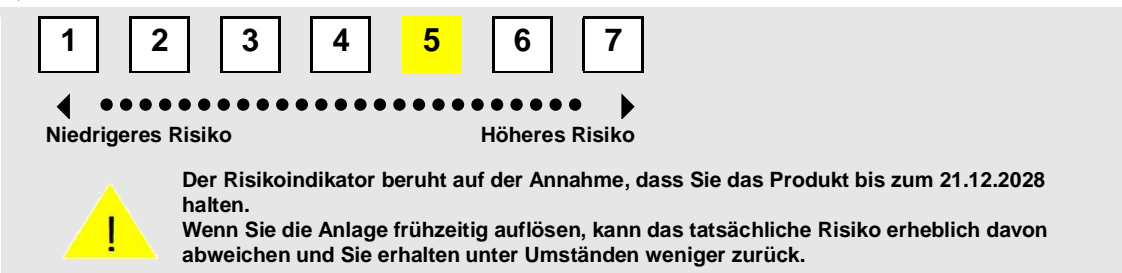 1 2 3 4 5 6 7
Niedrigeres Risiko Höheres Risiko
Der Risikoindikator beruht auf der Annahme, dass Sie das Produkt bis zum 21.12.2028
halten.
! Wenn Sie die Anlage frühzeitig auflösen, kann das tatsächliche Risiko erheblich davon
abweichen und Sie erhalten unter Umständen weniger zurück.